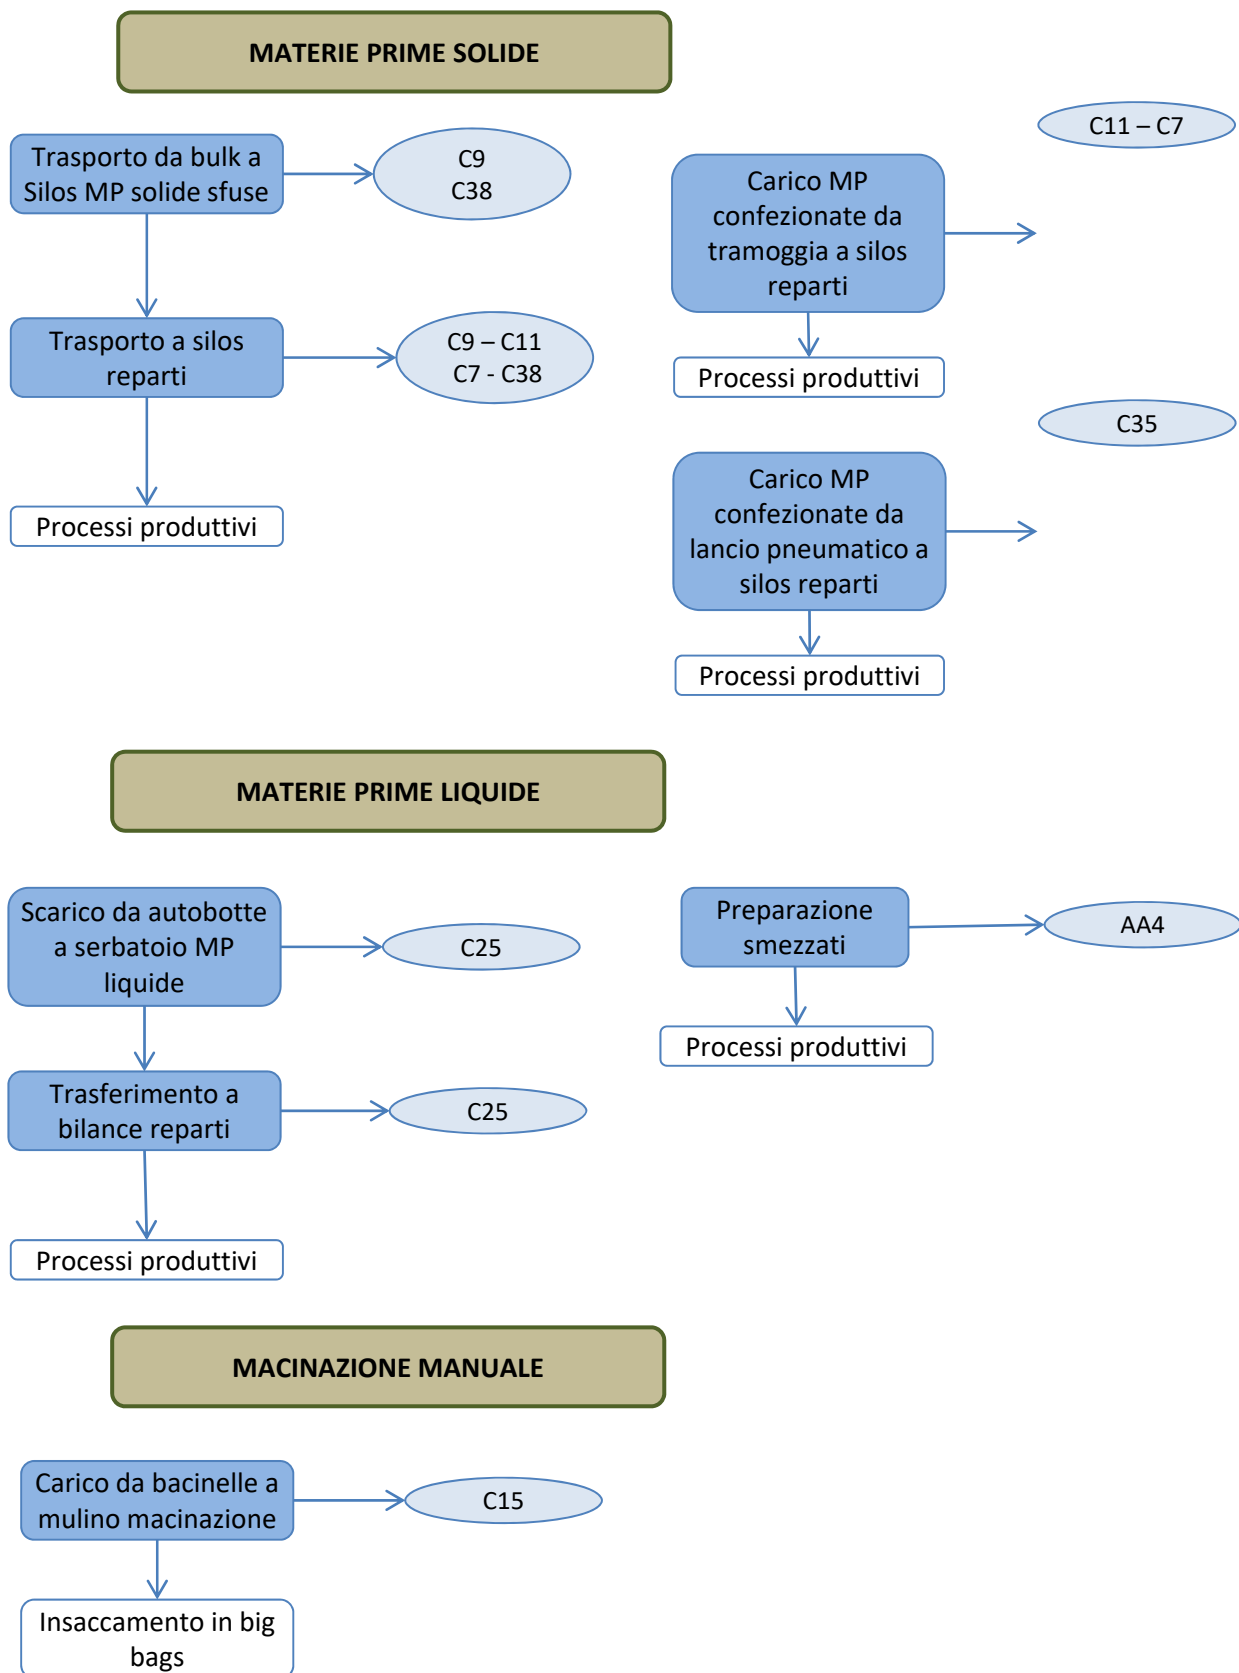 MATERIE PRIME SOLIDE
Trasporto da bulk a
Silos MP solide sfuse
C9
C38
Trasporto a silos
reparti
C9 – C11
C7 - C38
Processi produttivi
C11 – C7
Carico MP
confezionate da
tramoggia a silos
reparti
Processi produttivi
C35
Carico MP
confezionate da
lancio pneumatico a
silos reparti
Processi produttivi
MATERIE PRIME LIQUIDE
Scarico da autobotte
a serbatoio MP
liquide
C25
Trasferimento a
bilance reparti
C25
Processi produttivi
Preparazione
smezzati
AA4
Processi produttivi
MACINAZIONE MANUALE
Carico da bacinelle a
mulino macinazione
C15
Insaccamento in big
bags